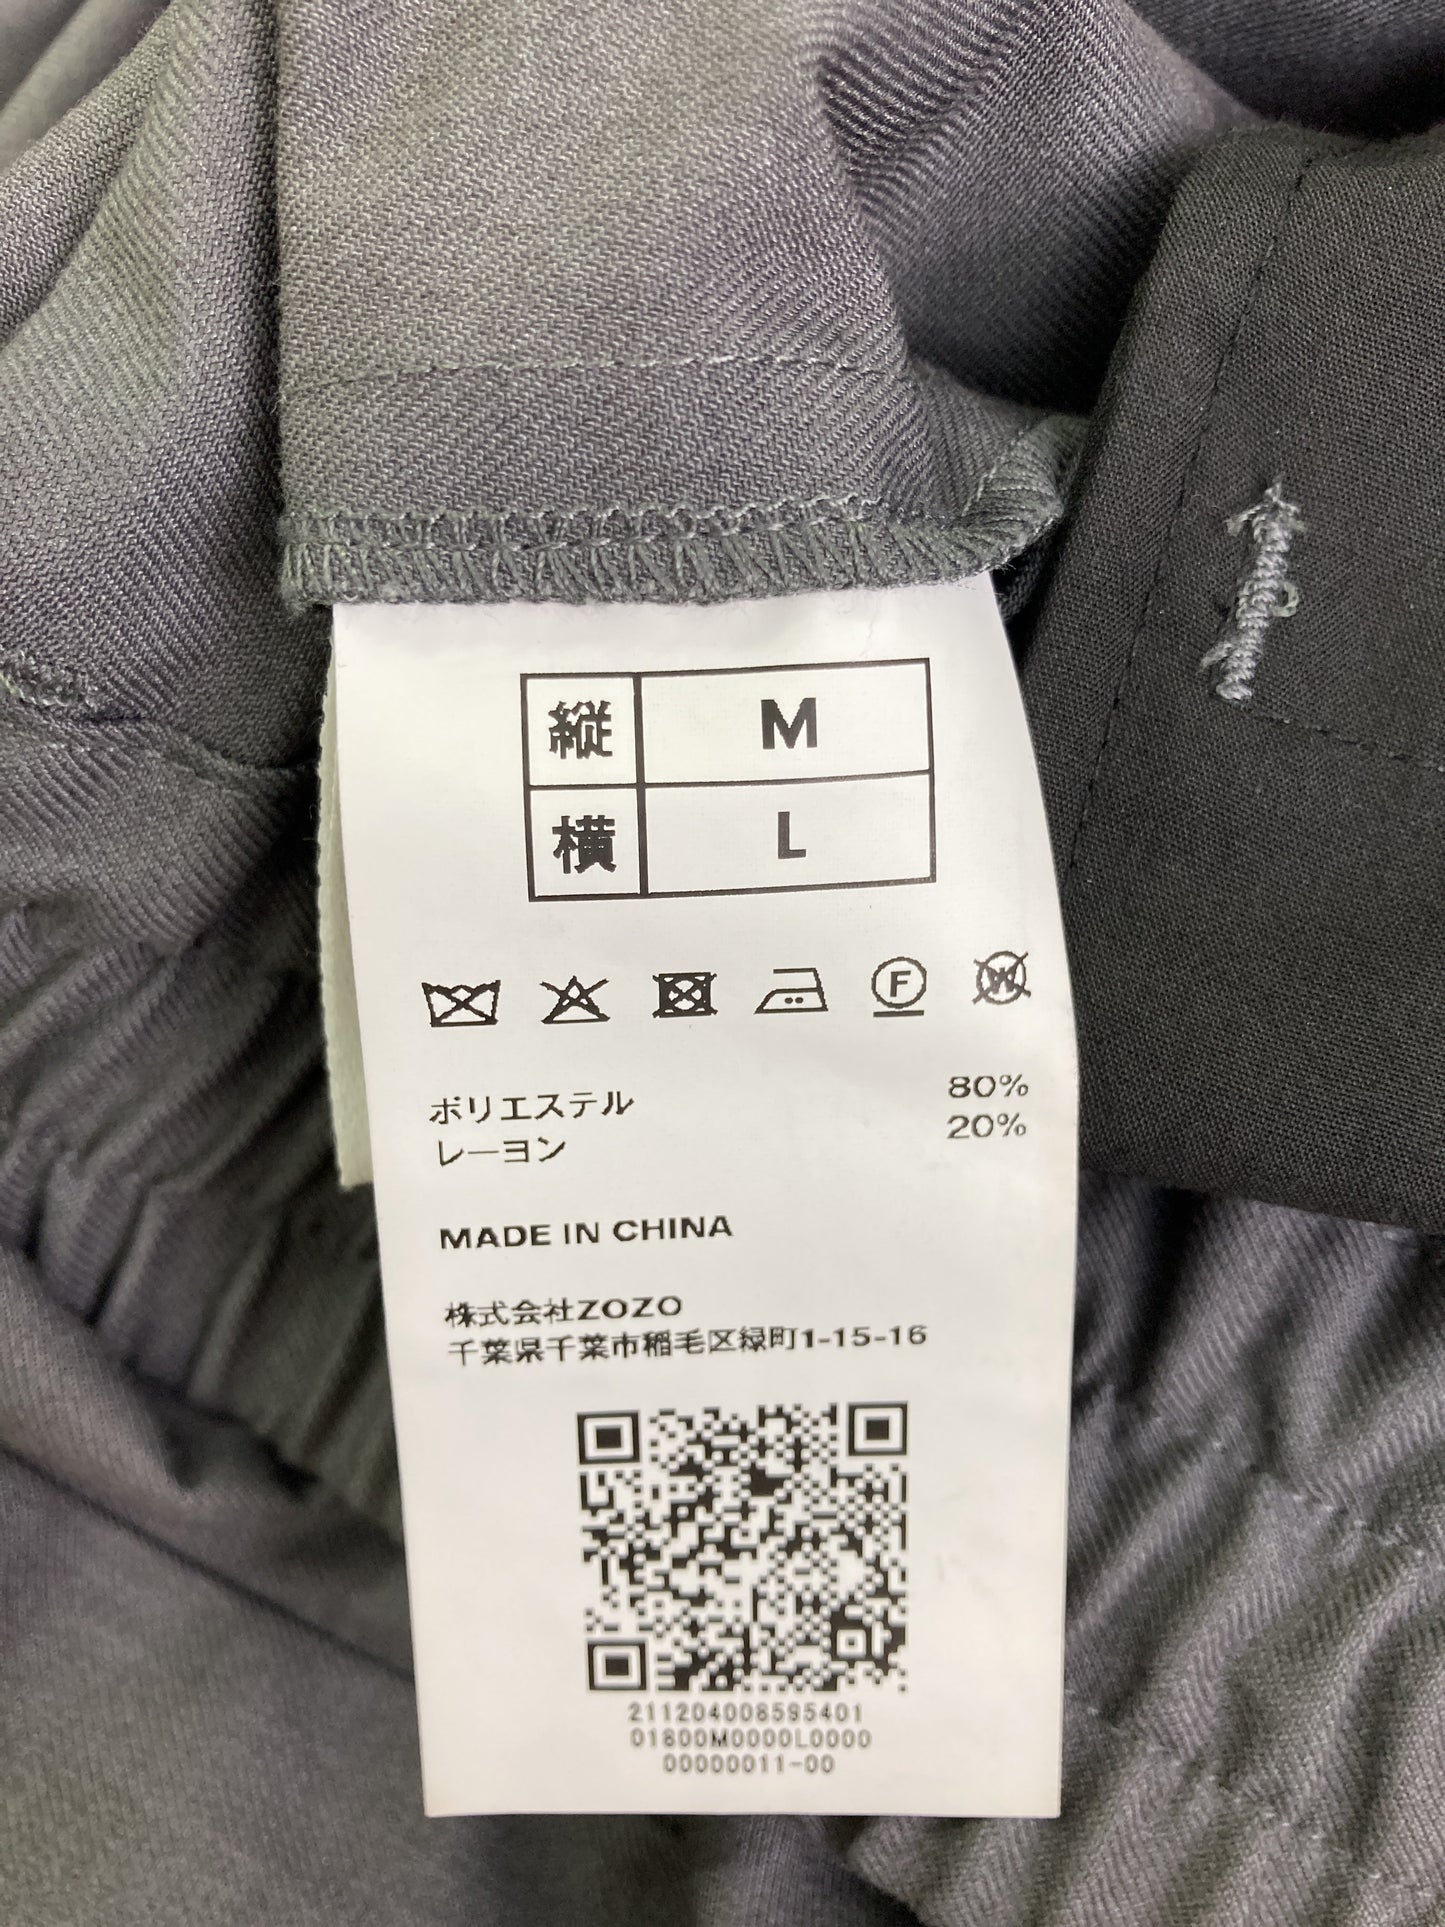 縦 M
横 L
F W
ポリエステル 80%
レーヨン 20%
MADE IN CHINA
株式会社ZOZO
千葉県千葉市稲毛区緑町1-15-16
211204008595401
01800M0000L0000
00000011-00